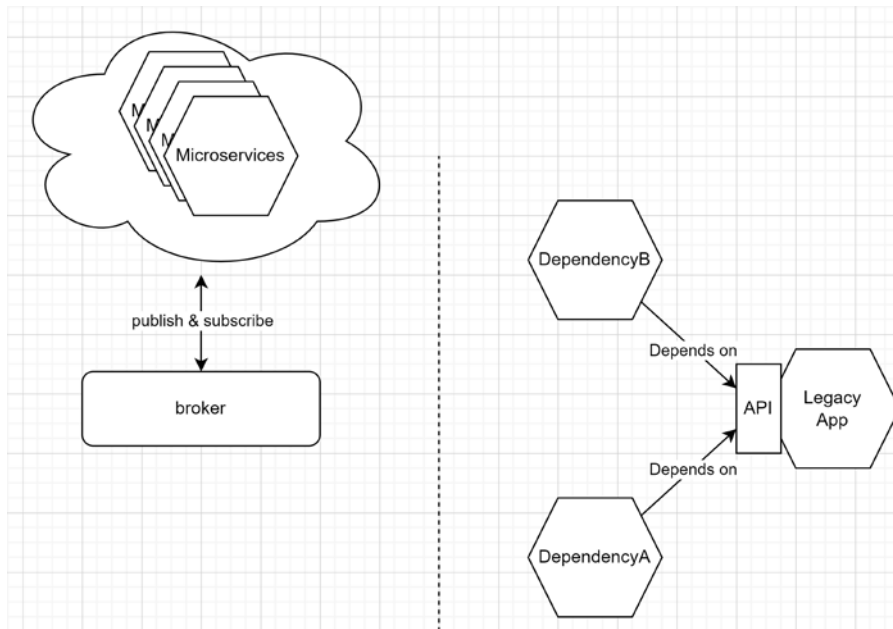 M
M
M
Microservices
publish & subscribe
broker
DependencyB
Depends on
API
Legacy
App
Depends on
DependencyA